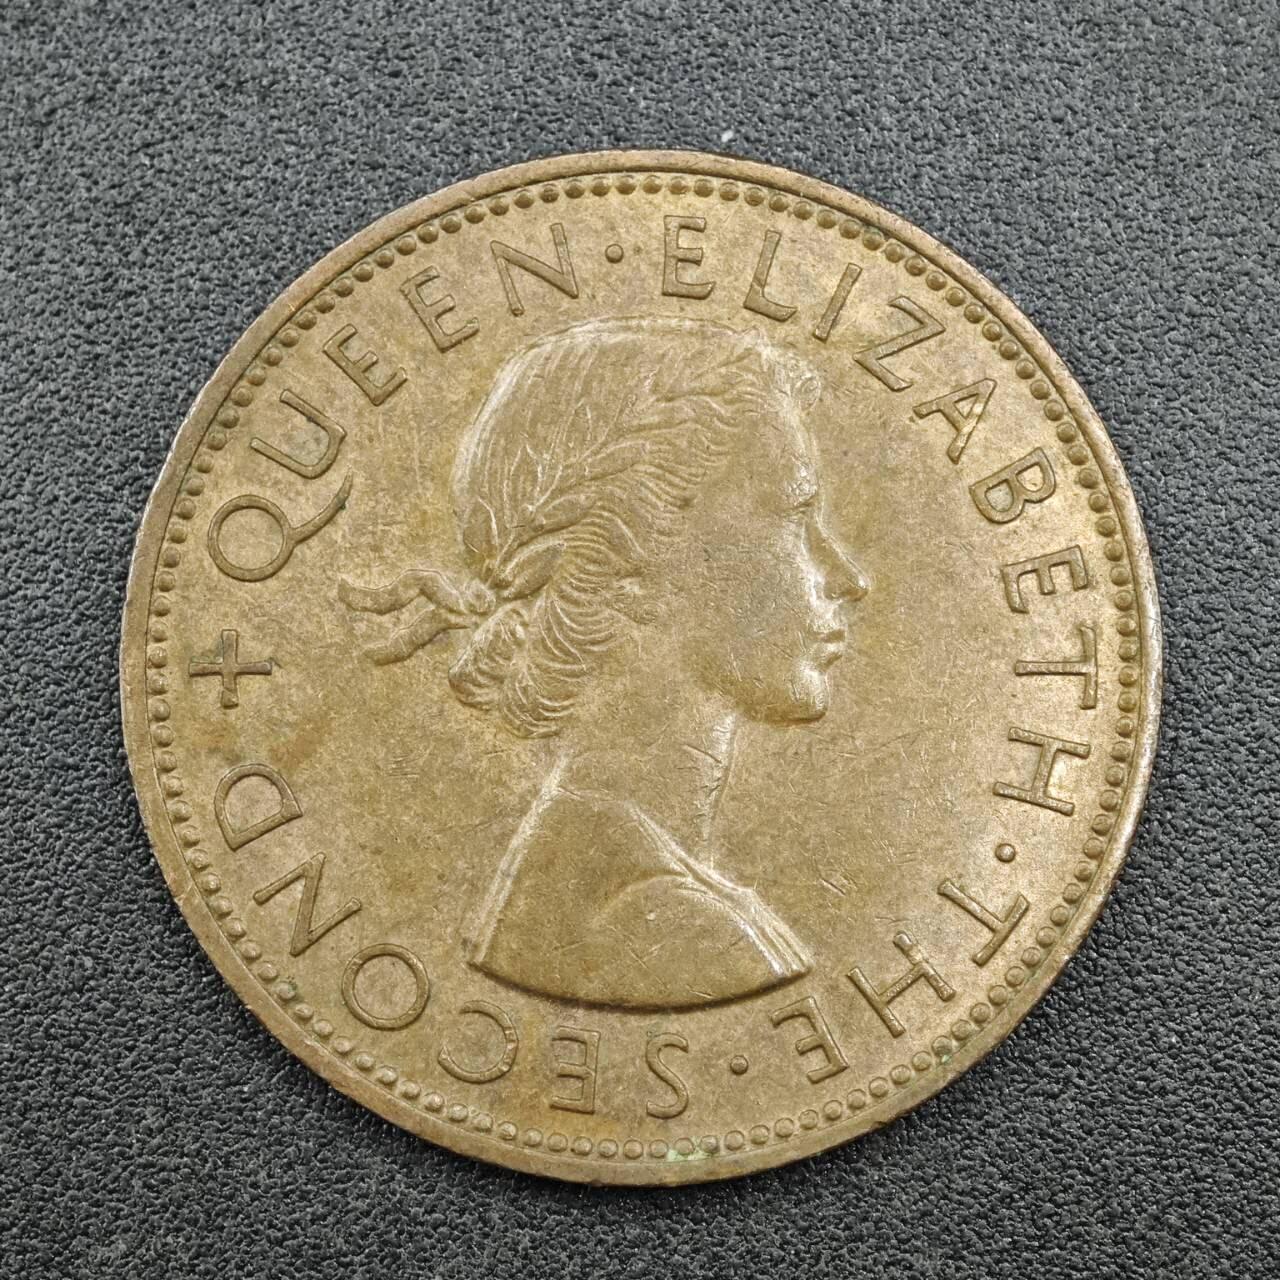 + QUEEN · ELIZABETH · THE · SECOND